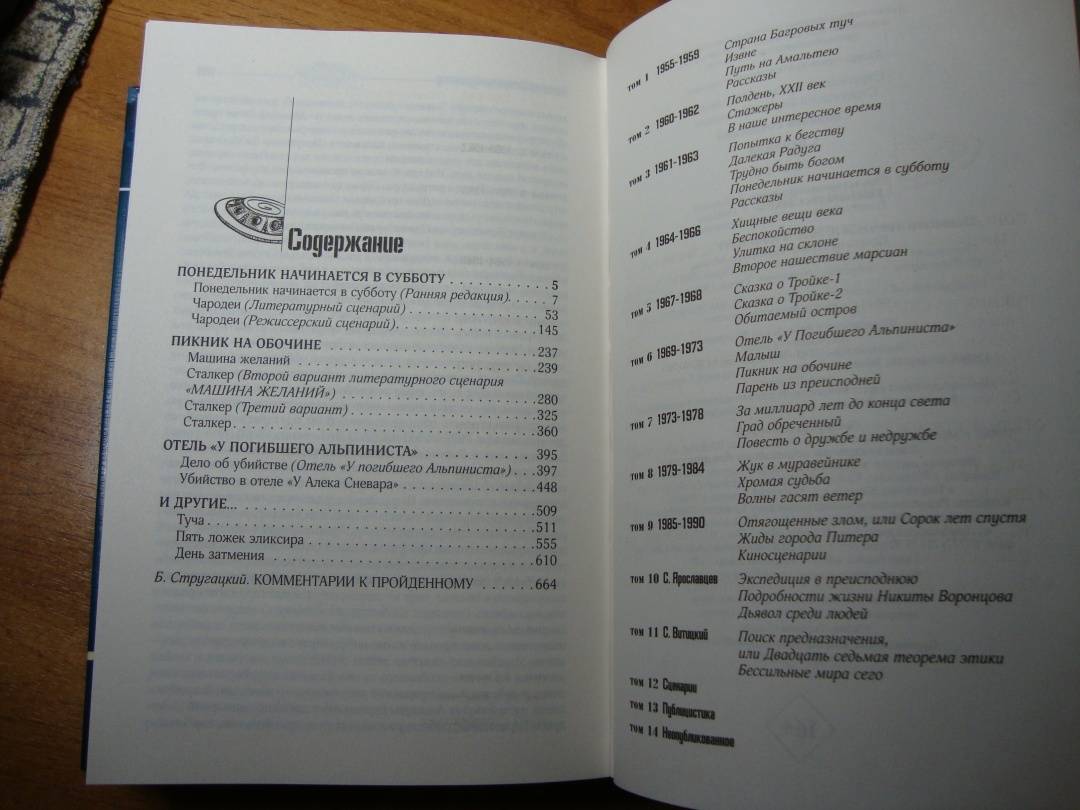 Содержание
ПОНЕДЕЛЬНИК НАЧИНАЕТСЯ В СУББОТУ . . . . . . . . . . . 5
Понедельник начинается в субботу (Ранняя редакция). . . . 7
Чародеи (Литературный сценарий) . . . . . . . . . . . . . . 53
Чародеи (Режиссерский сценарий). . . . . . . . . . . . . . 145
ПИКНИК НА ОБОЧИНЕ . . . . . . . . . . . . . . . . . . . . 237
Машина желаний . . . . . . . . . . . . . . . . . . . . . . 239
Сталкер (Второй вариант литературного сценария
«МАШИНА ЖЕЛАНИЙ») . . . . . . . . . . . . . . . . . . . . 280
Сталкер (Третий вариант) . . . . . . . . . . . . . . . . . 325
Сталкер. . . . . . . . . . . . . . . . . . . . . . . . . . 360
ОТЕЛЬ «У ПОГИБШЕГО АЛЬПИНИСТА» . . . . . . . . . . . . 395
Дело об убийстве (Отель «У погибшего Альпиниста») . . . 397
Убийство в отеле «У Алека Сневара» . . . . . . . . . . . . 448
И ДРУГИЕ... . . . . . . . . . . . . . . . . . . . . . . . . 509
Туча . . . . . . . . . . . . . . . . . . . . . . . . . . . 511
Пять ложек эликсира . . . . . . . . . . . . . . . . . . . . 555
День затмения . . . . . . . . . . . . . . . . . . . . . . . 610
Б. Стругацкий. КОММЕНТАРИИ К ПРОЙДЕННОМУ . . . . . . 664
том 1 1955-1959
Страна Багровых туч
Извне
Путь на Амальтею
Рассказы
том 2 1960-1962
Полдень, XXII век
Стажеры
В наше интересное время
том 3 1961-1963
Попытка к бегству
Далекая Радуга
Трудно быть богом
Понедельник начинается в субботу
Рассказы
том 4 1964-1966
Хищные вещи века
Беспокойство
Улитка на склоне
Второе нашествие марсиан
том 5 1967-1968
Сказка о Тройке-1
Сказка о Тройке-2
Обитаемый остров
том 6 1969-1973
Отель «У Погибшего Альпиниста»
Малыш
Пикник на обочине
Парень из преисподней
том 7 1973-1978
За миллиард лет до конца света
Град обреченный
Повесть о дружбе и недружбе
том 8 1979-1984
Жук в муравейнике
Хромая судьба
Волны гасят ветер
том 9 1985-1990
Отягощенные злом, или Сорок лет спустя
Жиды города Питера
Киносценарии
том 10 С. Ярославцев
Экспедиция в преисподнюю
Подробности жизни Никиты Воронцова
Дьявол среди людей
том 11 С. Витицкий
Поиск предназначения,
или Двадцать седьмая теорема этики
Бессильные мира сего
том 12 Сценарии
том 13 Публицистика
том 14 Неопубликованное